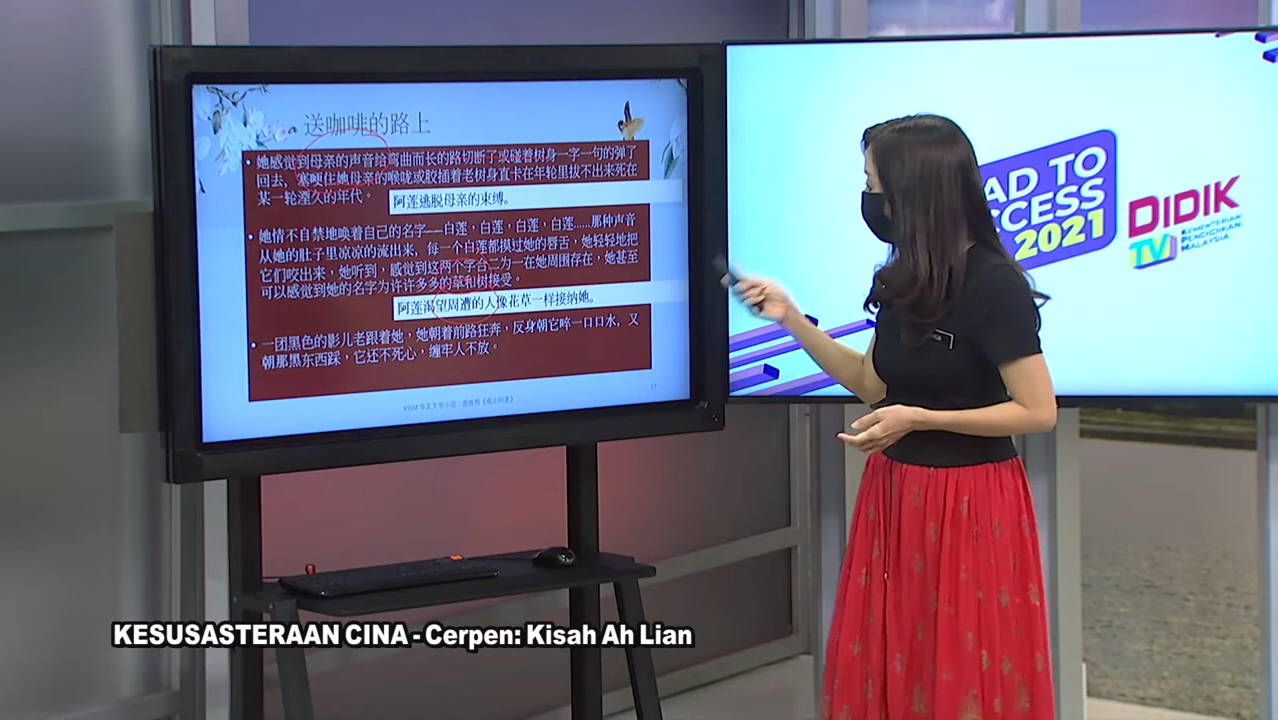 送咖啡的路上
• 她感觉到母亲的声音给弯曲而长的路切断了或碰着树身一字一句的弹了
回去，塞哽住她母亲的喉咙或胶插着老树身直卡在年轮里拔不出来死在
某一轮湮久的年代。
阿莲逃脱母亲的束缚。
• 她情不自禁地唤着自己的名字──白莲，白莲，白莲，白莲……那种声音
从她的肚子里凉凉的流出来，每一个白莲都摸过她的唇舌，她轻轻地把
它们咬出来，她听到，感觉到这两个字合二为一在她周围存在，她甚至
可以感觉到她的名字为许许多多的草和树接受。
阿莲渴望周遭的人像花草一样接纳她。
• 一团黑色的影儿老跟着她，她朝着前路狂奔，反身朝它啐一口口水，又
朝那黑东西踩，它还不死心，缠牢人不放。
KSSM 华文文学小说：
17
AD TO
CCESS
2021
DIDIK
TV
KEMENTERIAN
PENDIDIKAN
MALAYSIA
KESUSASTERAAN CINA - Cerpen: Kisah Ah Lian